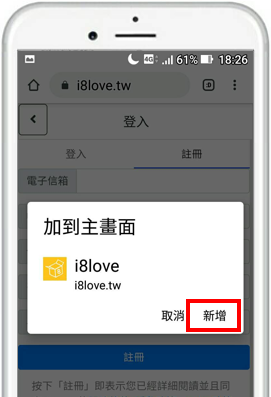 4G 61% 18:26
i8love.tw
登入
登入 註冊
電子信箱
加到主畫面
i8love
i8love.tw
取消 新增
註冊
按下「註冊」即表示您已經詳細閱讀並且同